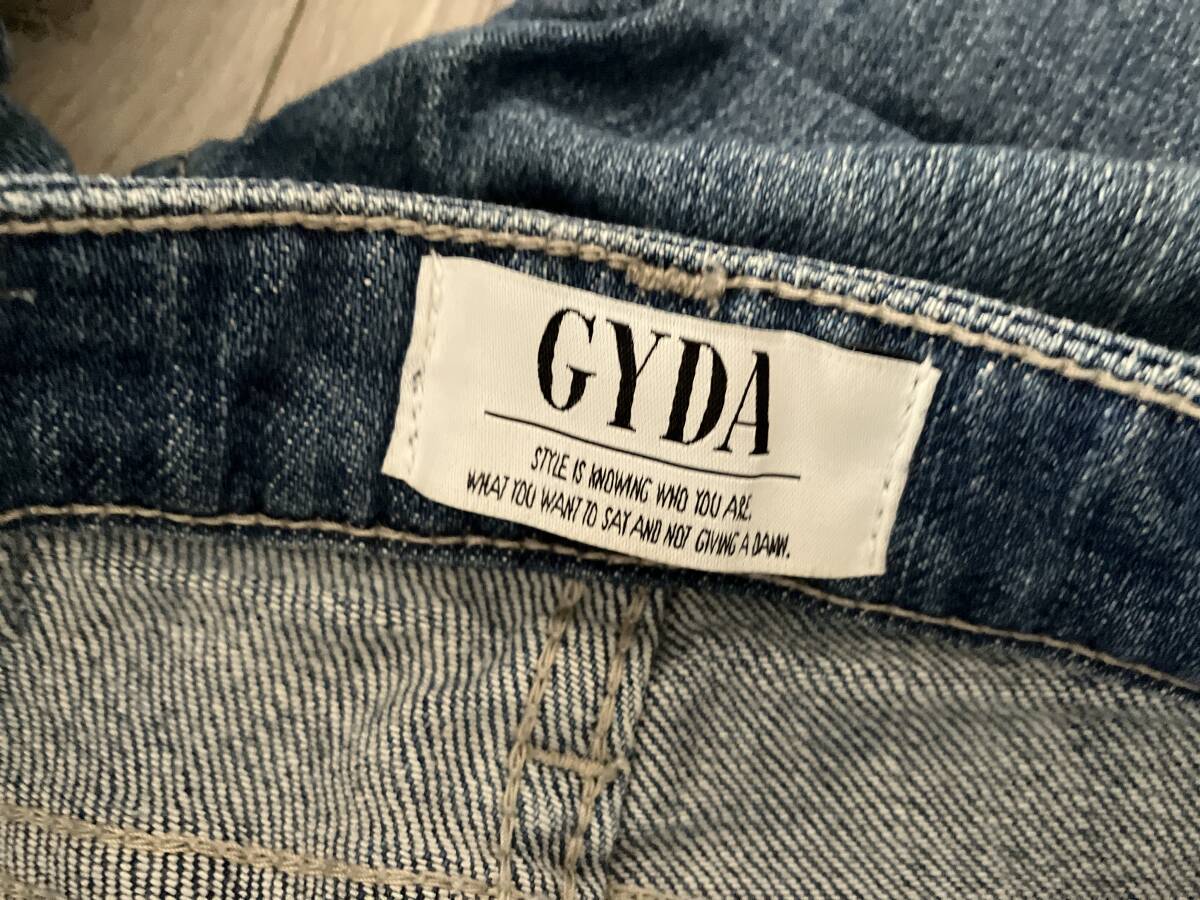 GYDA
STYLE IS KNOWING WHO YOU ARE.
WHAT YOU WANT TO SAY AND NOT GIVING A DAMN.